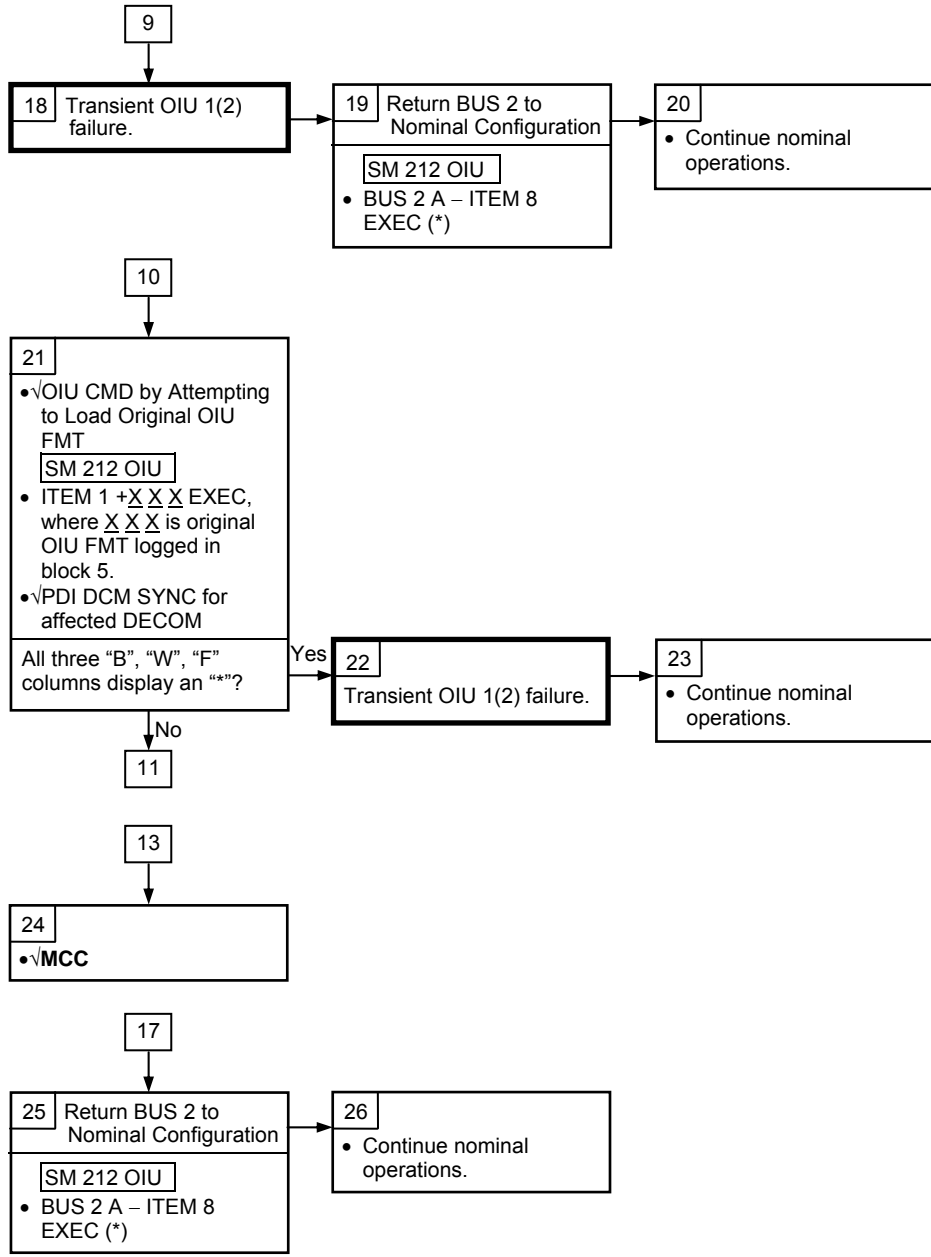 9
18 Transient OIU 1(2)
failure.
19 Return BUS 2 to
Nominal Configuration
SM 212 OIU
• BUS 2 A – ITEM 8
EXEC (*)
20
• Continue nominal
operations.
10
21
•√OIU CMD by Attempting
to Load Original OIU
FMT
SM 212 OIU
• ITEM 1 +X X X EXEC,
where X X X is original
OIU FMT logged in
block 5.
•√PDI DCM SYNC for
affected DECOM
All three “B”, “W”, “F”
columns display an “*”?
Yes
22
Transient OIU 1(2) failure.
23
• Continue nominal
operations.
No
11
13
24
•√MCC
17
25 Return BUS 2 to
Nominal Configuration
SM 212 OIU
• BUS 2 A – ITEM 8
EXEC (*)
26
• Continue nominal
operations.